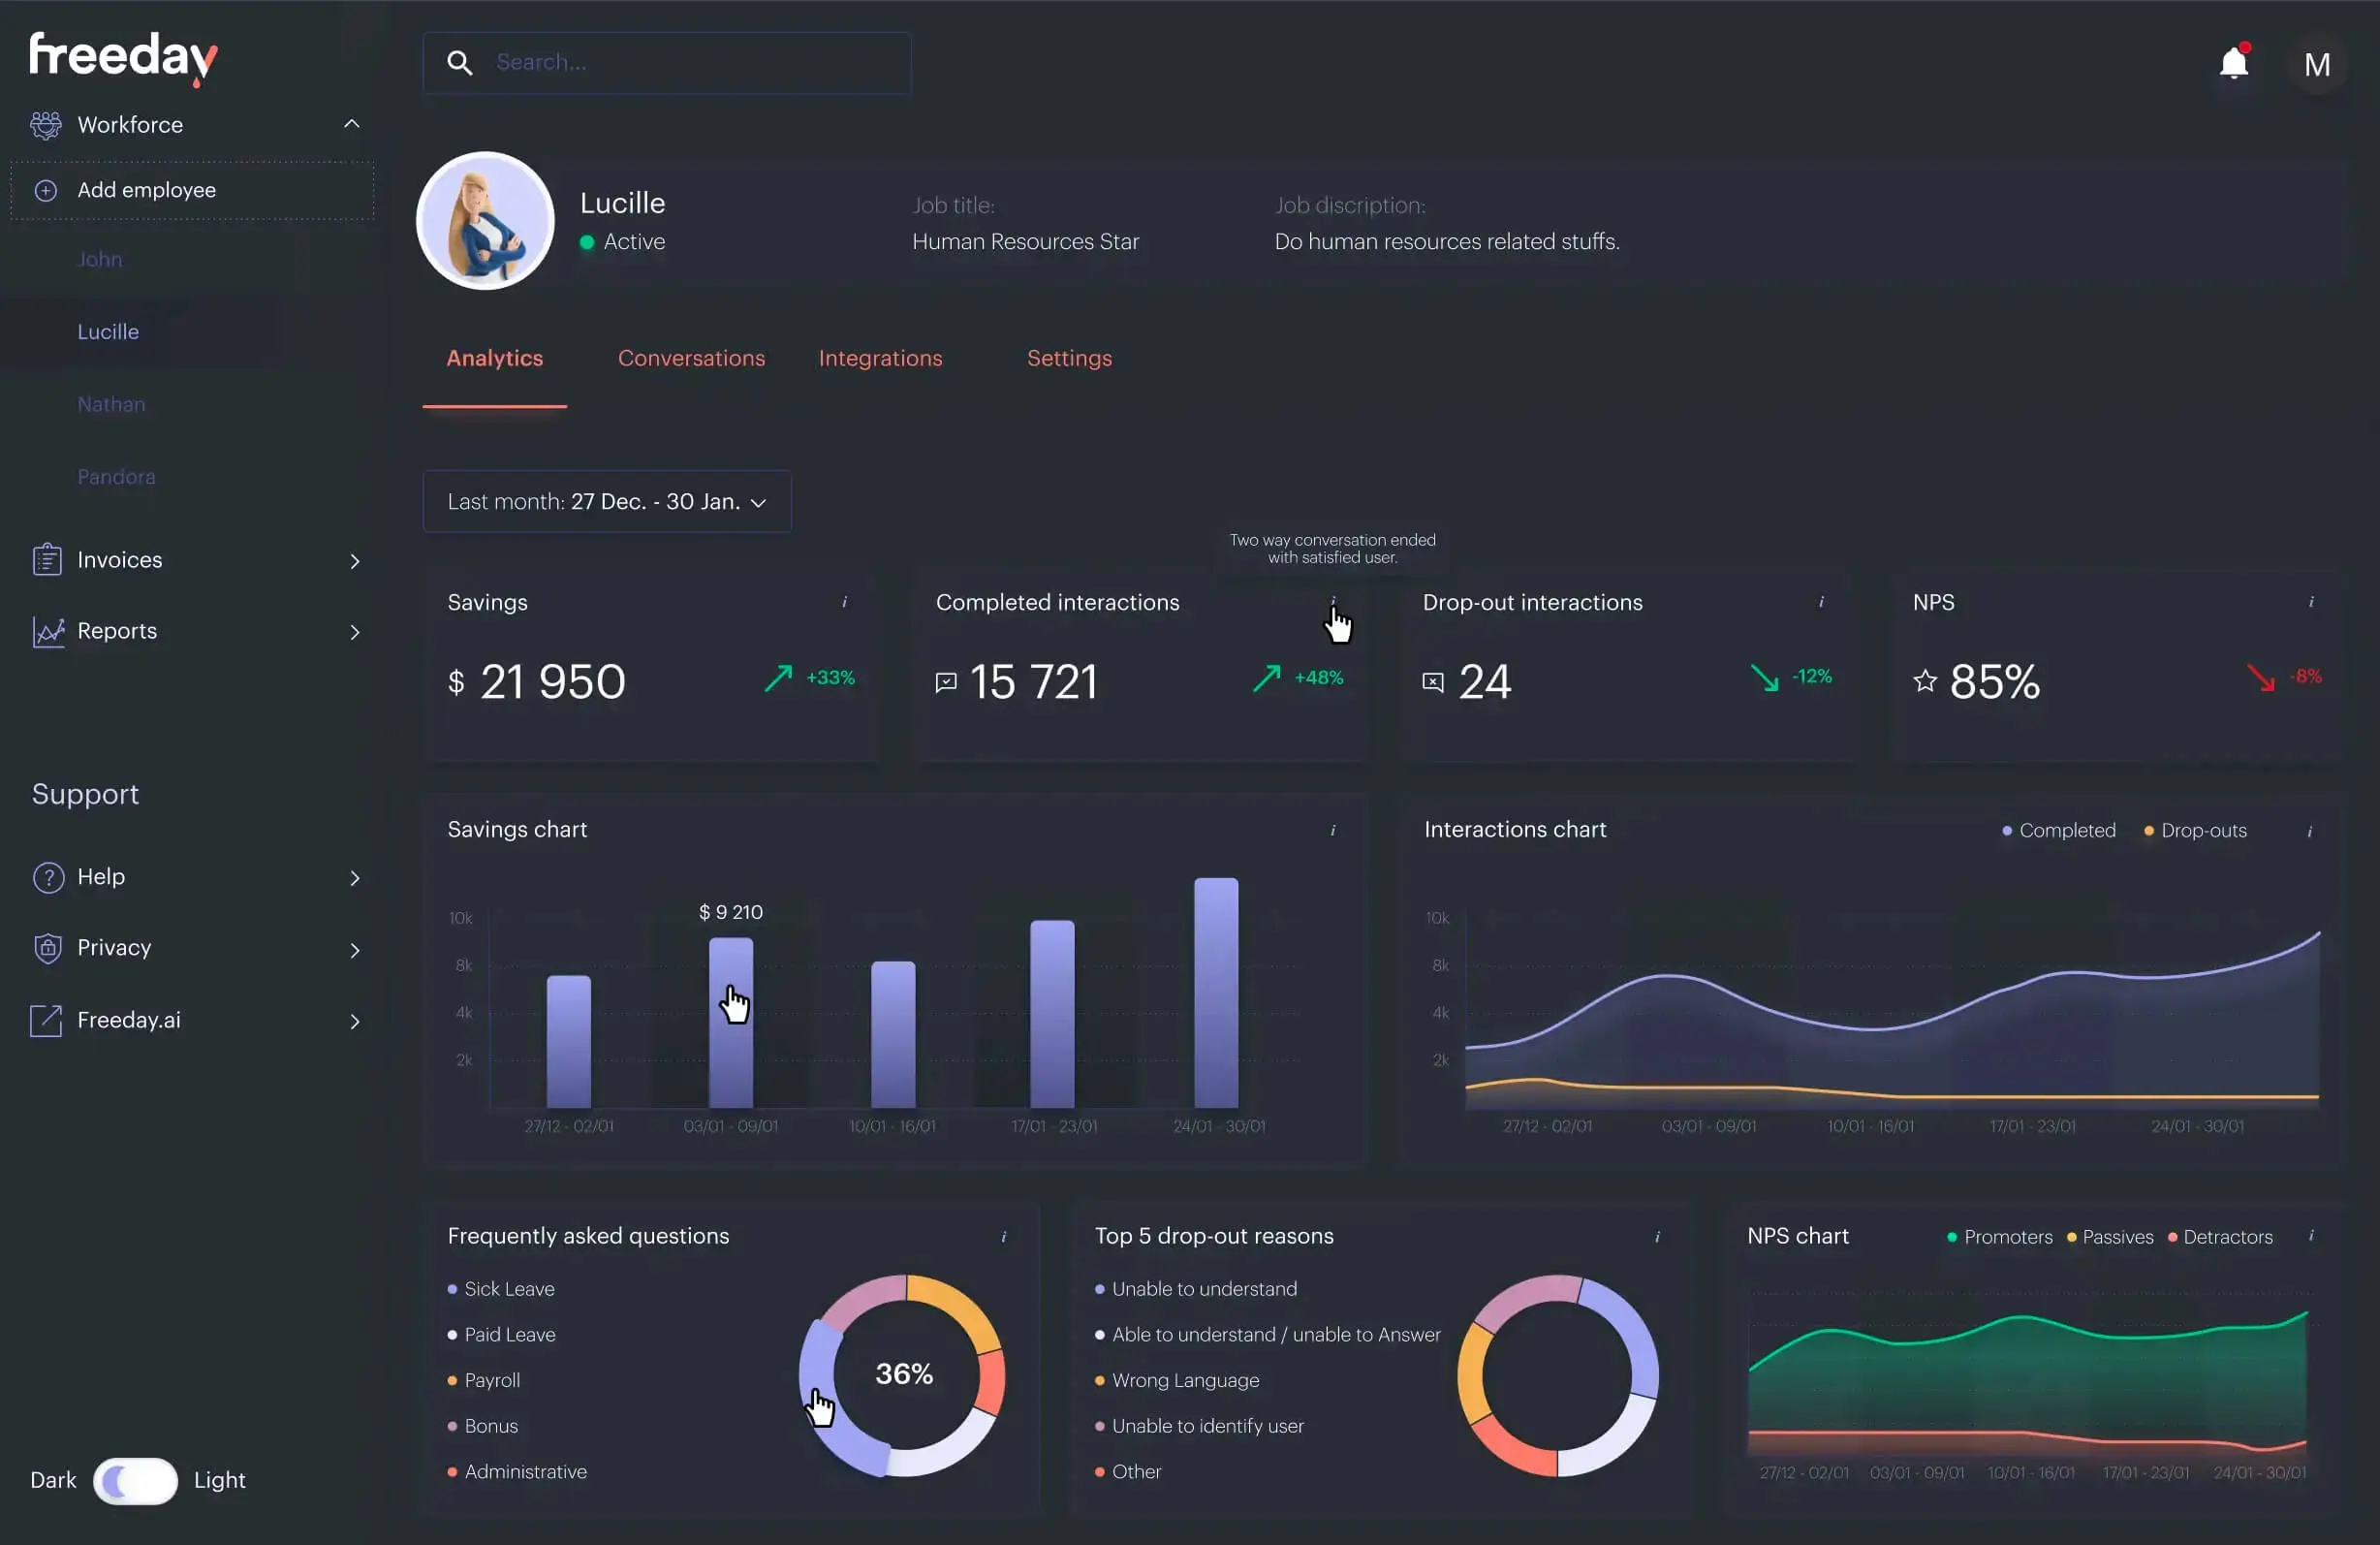 freeday
Search...
M
Workforce
Add employee
John
Lucille
Nathan
Pandora
Invoices
Reports
Support
Help
Privacy
Freeday.ai
Dark
Light
Lucille
Active
Job title:
Human Resources Star
Job discription:
Do human resources related stuffs.
Analytics
Conversations
Integrations
Settings
Last month: 27 Dec. - 30 Jan.
Two way conversation ended
with satisfied user.
Savings
i
$ 21 950
+33%
Completed interactions
i
15 721
+48%
Drop-out interactions
i
24
-12%
NPS
i
85%
-8%
Savings chart
i
$ 9 210
10k
8k
4k
2k
27/12 - 02/01
03/01 - 09/01
10/01 - 16/01
17/01 - 23/01
24/01 - 30/01
Interactions chart
Completed
Drop-outs
i
10k
8k
4k
2k
27/12 - 02/01
03/01 - 09/01
10/01 - 16/01
17/01 - 23/01
24/01 - 30/01
Frequently asked questions
i
Sick Leave
Paid Leave
Payroll
Bonus
Administrative
36%
Top 5 drop-out reasons
i
Unable to understand
Able to understand / unable to Answer
Wrong Language
Unable to identify user
Other
NPS chart
Promoters
Passives
Detractors
i
27/12 - 02/01
03/01 - 09/01
10/01 - 16/01
17/01 - 23/01
24/01 - 30/01